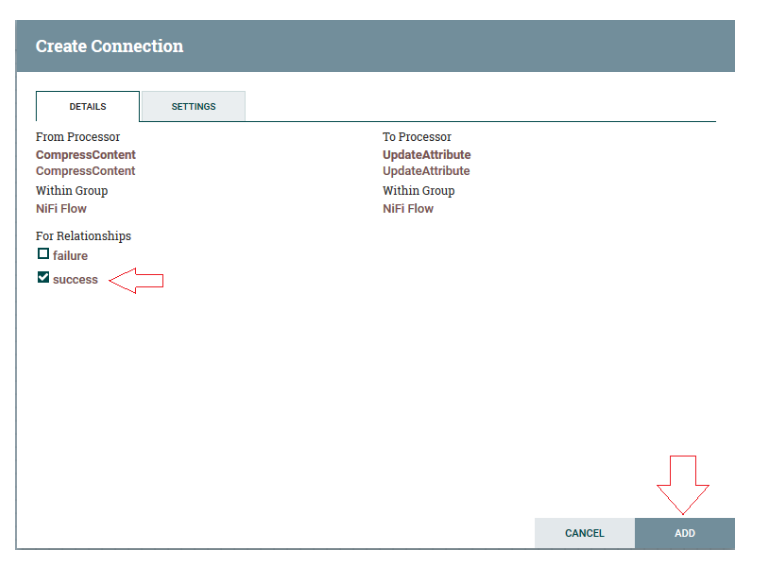 Create Connection
DETAILS
SETTINGS
From Processor
CompressContent
CompressContent
Within Group
NiFi Flow
To Processor
UpdateAttribute
UpdateAttribute
Within Group
NiFi Flow
For Relationships
failure
success
CANCEL
ADD